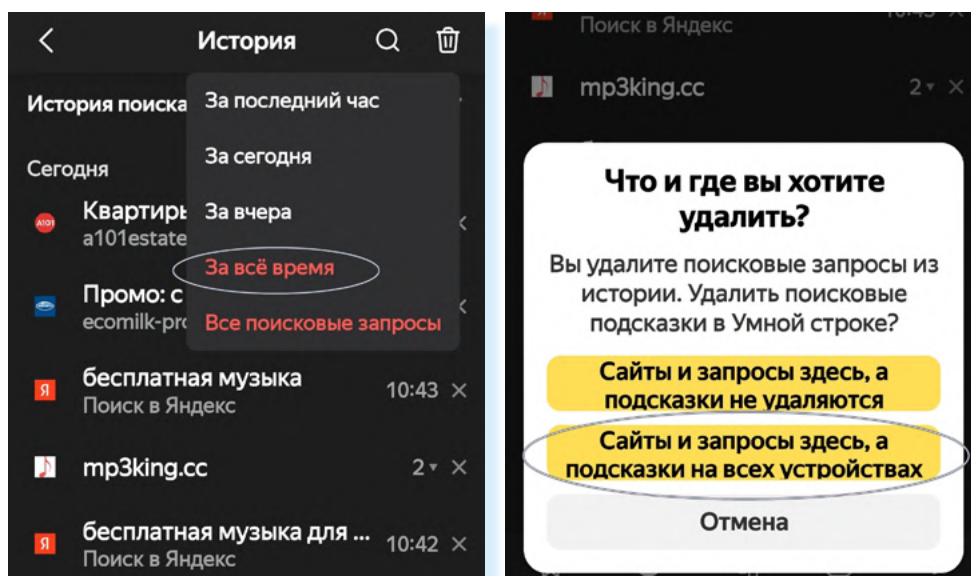 История
История поиска
За последний час
Сегодня
За сегодня
A101
Квартиры
За вчера
a101estate
За всё время
Промо: с
ecomilk-pro
Все поисковые запросы
Я
бесплатная музыка
10:43
Поиск в Яндекс
mp3king.cc
2
Я
бесплатная музыка для ...
10:42
Поиск в Яндекс
Поиск в Яндекс
mp3king.cc
2
Что и где вы хотите
удалить?
Вы удалите поисковые запросы из
истории. Удалить поисковые
подсказки в Умной строке?
Сайты и запросы здесь, а
подсказки не удаляются
Сайты и запросы здесь, а
подсказки на всех устройствах
Отмена